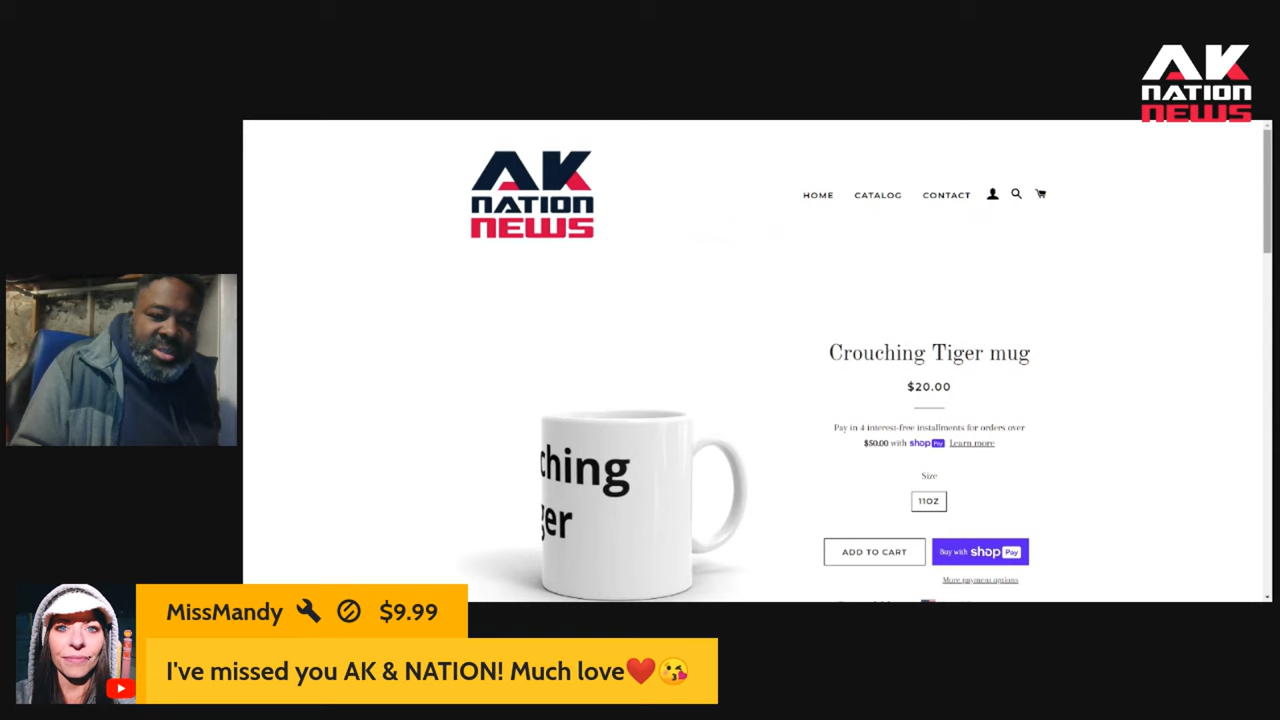 AK
NATION
NEWS
AK
NATION
NEWS
HOME CATALOG CONTACT
Crouching Tiger mug
$20.00
Pay in 4 interest-free installments for orders over
$50.00 with shop Pay Learn more
Size
11OZ
ching
ger
ADD TO CART Buy with shop Pay
More payment options
MissMandy $9.99
I've missed you AK & NATION! Much love❤️😘